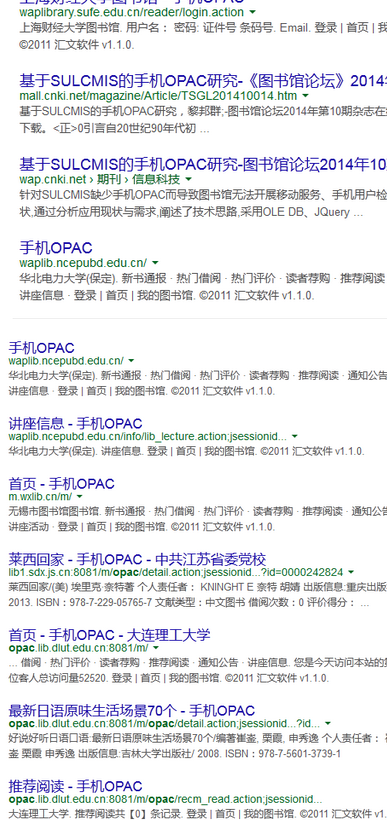 上海财经大学图书馆 - 手机OPAC
waplibrary.sufe.edu.cn/reader/login.action
上海财经大学图书馆. 用户名： 密码: 证件号 条码号. Email. 登录 | 首页 | 我
©2011 汇文软件 v1.1.0.
基于SULCMIS的手机OPAC研究-《图书馆论坛》2014
mall.cnki.net/magazine/Article/TSGL201410014.htm
基于SULCMIS的手机OPAC研究，黎邦群;-图书馆论坛2014年第10期杂志在
下载。<正>0引言自20世纪90年代初 ...
基于SULCMIS的手机OPAC研究-图书馆论坛2014年10
wap.cnki.net › 期刊 › 信息科技
针对SULCMIS缺少手机OPAC而导致图书馆无法开展移动服务、手机用户检
状,通过分析应用现状与需求,阐述了技术思路,采用OLE DB、JQuery ...
手机OPAC
waplib.ncepubd.edu.cn/
华北电力大学(保定). 新书通报 · 热门借阅 · 热门评价 · 读者荐购 · 推荐阅读
讲座信息 · 登录 | 首页 | 我的图书馆. ©2011 汇文软件 v1.1.0.
手机OPAC
waplib.ncepubd.edu.cn/
华北电力大学(保定). 新书通报 · 热门借阅 · 热门评价 · 读者荐购 · 推荐阅读 · 通知公告
讲座信息 · 登录 | 首页 | 我的图书馆. ©2011 汇文软件 v1.1.0.
讲座信息 - 手机OPAC
waplib.ncepubd.edu.cn/info/lib_lecture.action;jsessionid...
华北电力大学(保定). 讲座信息. 登录 | 首页 | 我的图书馆. ©2011 汇文软件 v1.1.0.
首页 - 手机OPAC
m.wxlib.cn/m/
无锡市图书馆图书馆. 新书通报 · 热门借阅 · 热门评价 · 读者荐购 · 推荐阅读 · 通知公告
讲座活动 · 登录 | 首页 | 我的图书馆. ©2011 汇文软件 v1.1.0.
莱西回家 - 手机OPAC - 中共江苏省委党校
lib1.sdx.js.cn:8081/m/opac/detail.action;jsessionid...?id=0000242824
莱西回家/(美) 埃里克·奈特著 个人责任者： KNINGHT E 奈特 胡婧 出版信息:重庆出版
2013. ISBN：978-7-229-05765-7 文献类型：中文图书 借阅次数：0 评价得分： ...
首页 - 手机OPAC - 大连理工大学
opac.lib.dlut.edu.cn:8081/m/
... 借阅 · 热门评价 · 读者荐购 · 推荐阅读 · 通知公告 · 讲座信息. 您是今天访问本站的第
位客人总访问量52520. 登录 | 首页 | 我的图书馆. ©2011 汇文软件 v1.1.0.
最新日语原味生活场景70个 - 手机OPAC
opac.lib.dlut.edu.cn:8081/m/opac/detail.action;jsessionid...?id...
好说好听日语口语:最新日语原味生活场景70个/编著崔崟, 栗霞, 申秀逸 个人责任者：
崟 栗霞 申秀逸 出版信息:吉林大学出版社/ 2008. ISBN：978-7-5601-3739-1
推荐阅读 - 手机OPAC
opac.lib.dlut.edu.cn:8081/m/opac/recm_read.action;jsessionid...
大连理工大学. 推荐阅读共【0】条记录. 登录 | 首页 | 我的图书馆. ©2011 汇文软件 v1.